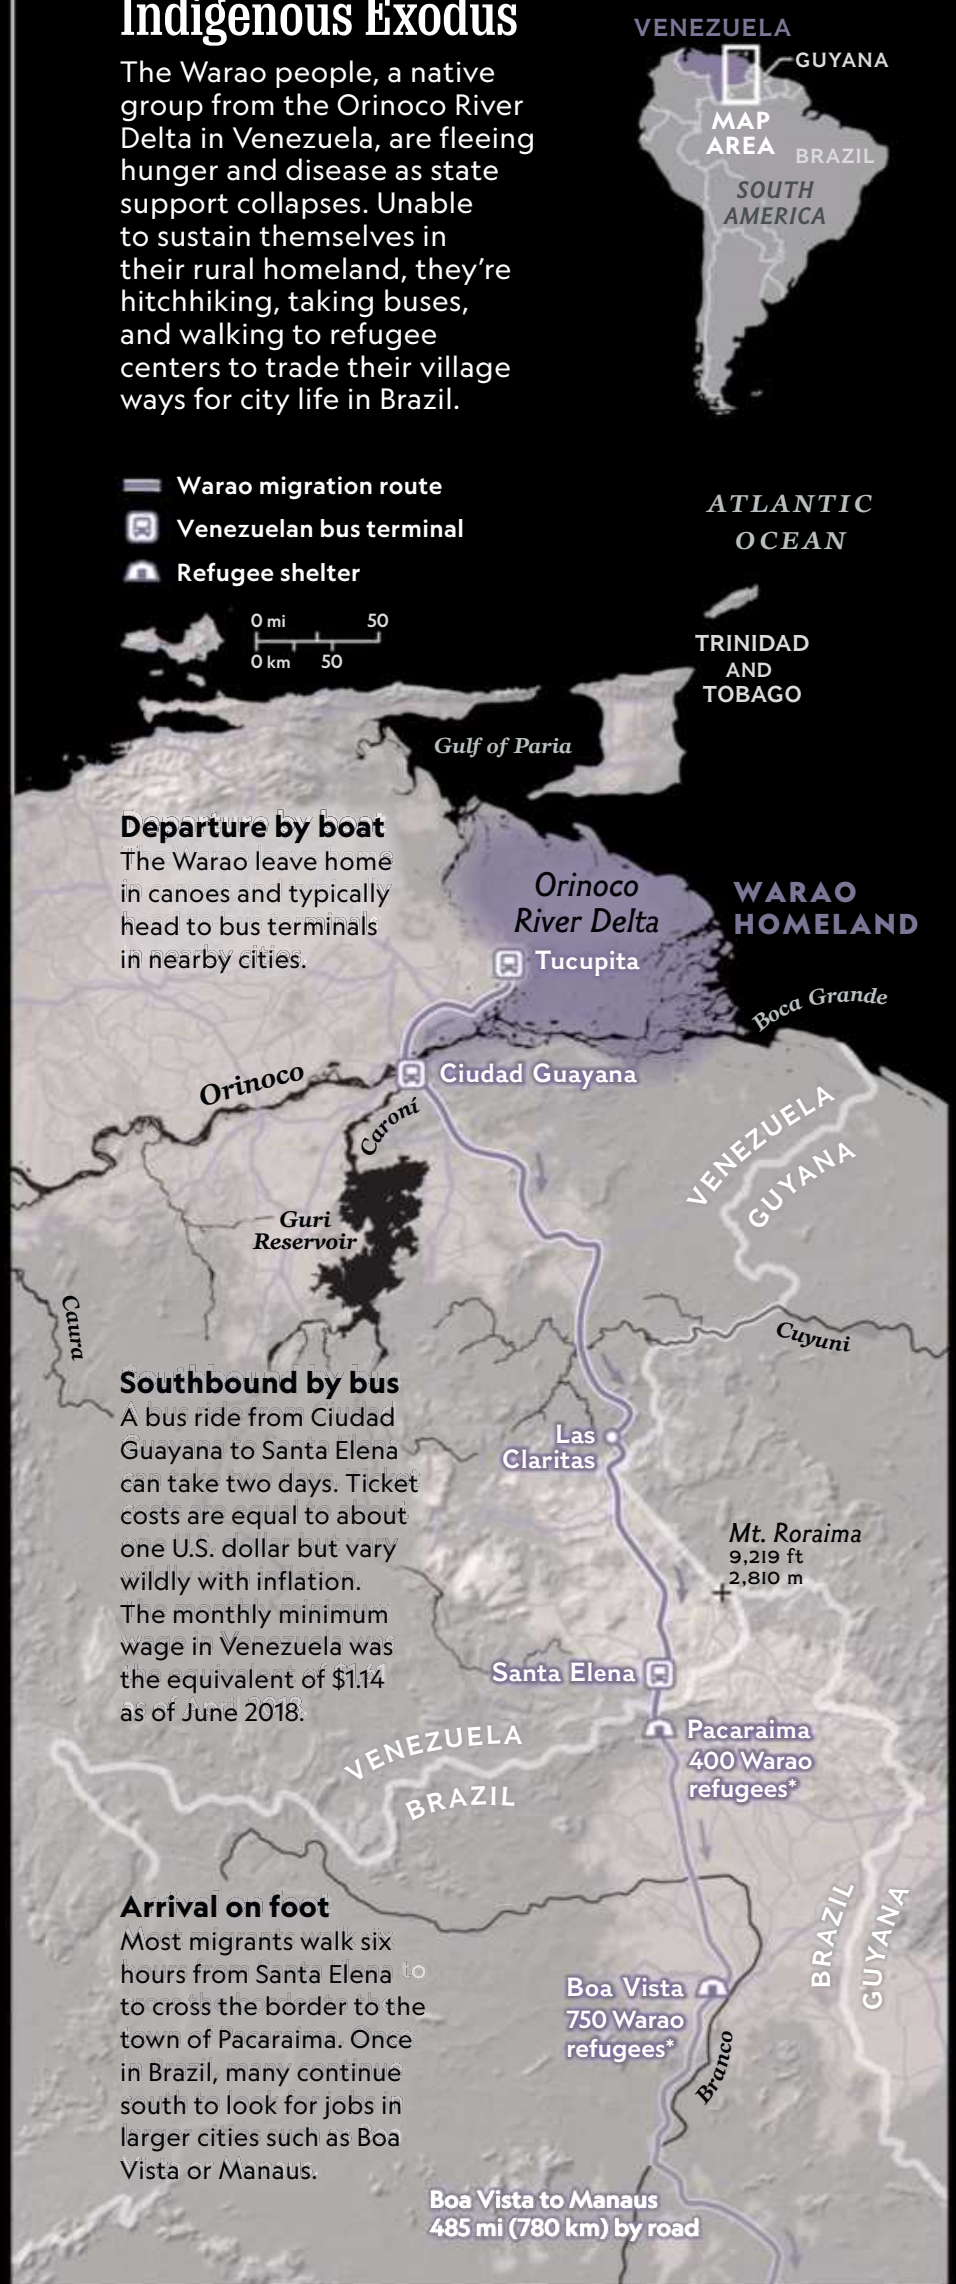 Indigenous Exodus
The Warao people, a native
group from the Orinoco River
Delta in Venezuela, are fleeing
hunger and disease as state
support collapses. Unable
to sustain themselves in
their rural homeland, they're
hitchhiking, taking buses,
and walking to refugee
centers to trade their village
ways for city life in Brazil.
VENEZUELA
GUYANA
MAP
AREA
BRAZIL
SOUTH
AMERICA
Warao migration route
Venezuelan bus terminal
Refugee shelter
0 mi 50
0 km 50
ATLANTIC
OCEAN
TRINIDAD
AND
TOBAGO
Gulf of Paria
Departure by boat
The Warao leave home
in canoes and typically
head to bus terminals
in nearby cities.
Orinoco
River Delta
WARAO
HOMELAND
Tucupita
Boca Grande
Ciudad Guayana
Orinoco
Caroní
VENEZUELA
GUYANA
Guri
Reservoir
Caura
Cuyuni
Southbound by bus
A bus ride from Ciudad
Guayana to Santa Elena
can take two days. Ticket
costs are equal to about
one U.S. dollar but vary
wildly with inflation.
The monthly minimum
wage in Venezuela was
the equivalent of $1.14
as of June 2018.
Las
Claritas
Mt. Roraima
9,219 ft
2,810 m
Santa Elena
Pacaraima
400 Warao
refugees*
VENEZUELA
BRAZIL
Arrival on foot
Most migrants walk six
hours from Santa Elena to
to cross the border to the
town of Pacaraima. Once
in Brazil, many continue
south to look for jobs in
larger cities such as Boa
Vista or Manaus.
BRAZIL
GUYANA
Boa Vista
750 Warao
refugees*
Branco
Boa Vista to Manaus
485 mi (780 km) by road